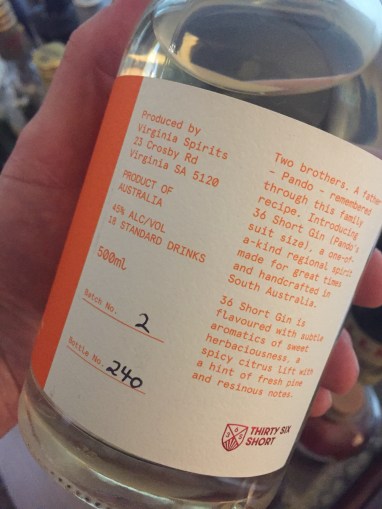 Produced by
Virginia Spirits
23 Crosby Rd
Virginia SA 5120
PRODUCT OF
AUSTRALIA
45% ALC/VOL
18 STANDARD DRINKS
500mL
Batch No. 2
Bottle No. 240
Two brothers. A father
- Pando - remembered
through this family
recipe. Introducing
36 Short Gin (Pando's
suit size), a one-of-
a-kind regional spirit
made for great times
and handcrafted in
South Australia.
36 Short Gin is
flavoured with subtle
aromatics of sweet
herbaciousness, a
spicy citrus lift with
a hint of fresh pine
and resinous notes.
THIRTY SIX
SHORT